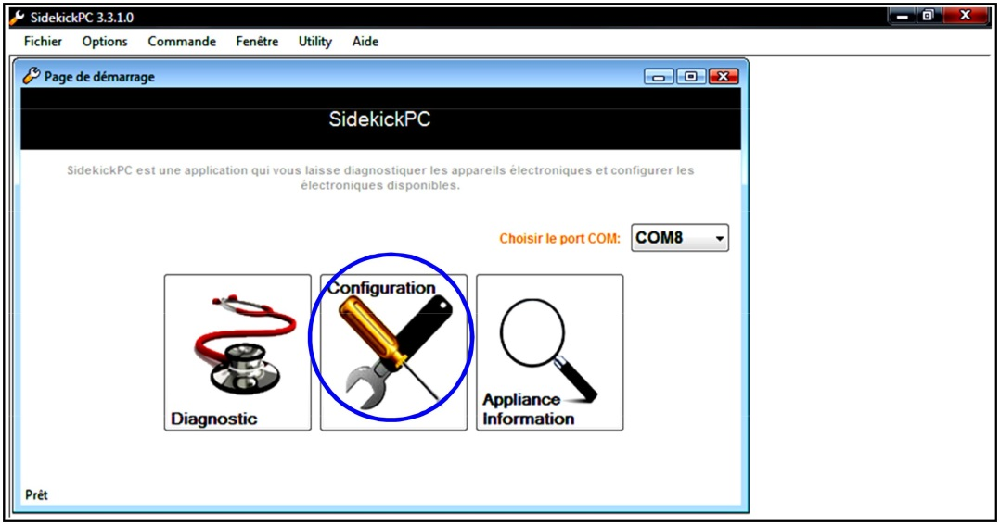 SidekickPC 3.3.1.0
Fichier Options Commande Fenêtre Utility Aide
Page de démarrage
SidekickPC
SidekickPC est une application qui vous laisse diagnostiquer les appareils électroniques et configurer les
électroniques disponibles.
Choisir le port COM: COM8
Configuration
Diagnostic
Appliance
Information
Prêt